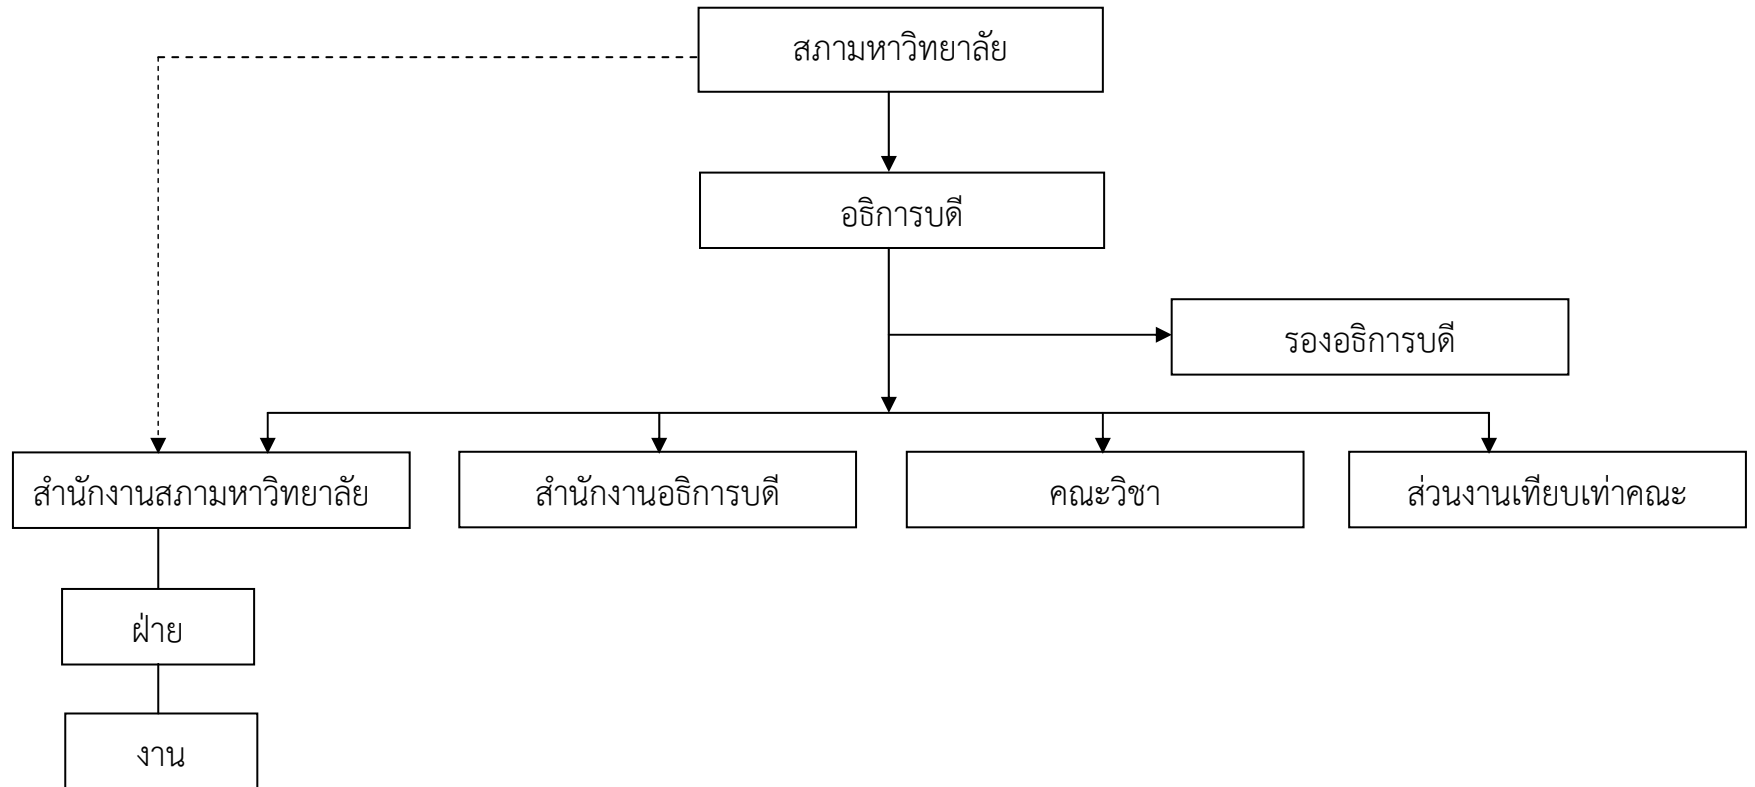 สภามหาวิทยาลัย
อธิการบดี
รองอธิการบดี
สำนักงานสภามหาวิทยาลัย
สำนักงานอธิการบดี
คณะวิชา
ส่วนงานเทียบเท่าคณะ
ฝ่าย
งาน